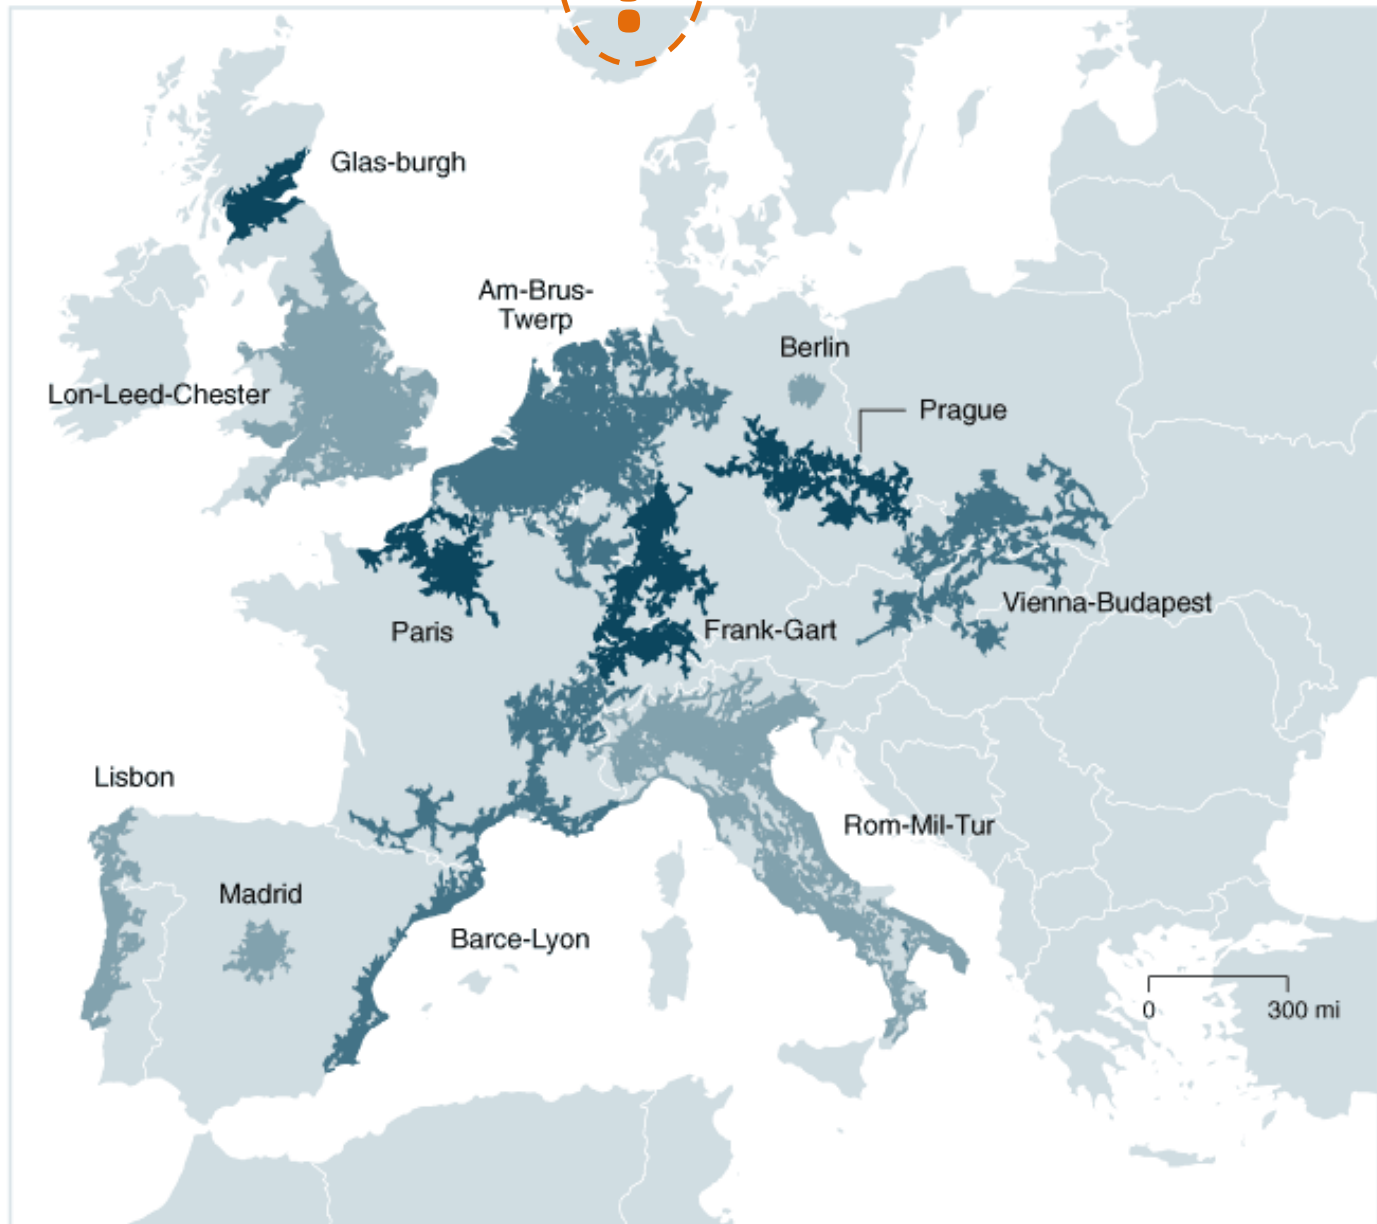 Glas-burgh
Am-Brus-
Twerp
Berlin
Lon-Leed-Chester
Prague
Vienna-Budapest
Paris
Frank-Gart
Lisbon
Rom-Mil-Tur
Madrid
Barce-Lyon
0
300 mi